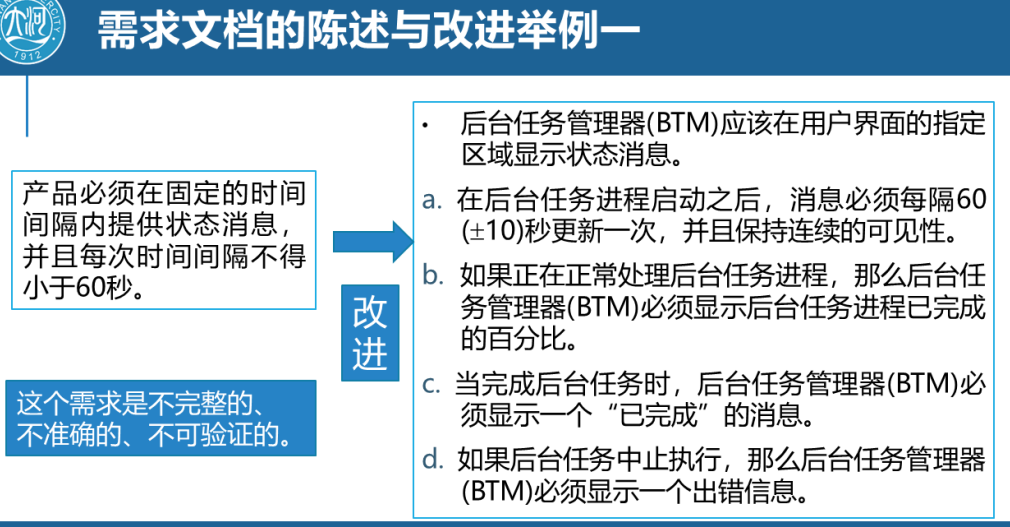 需求文档的陈述与改进举例一
1912
产品必须在固定的时间
间隔内提供状态消息，
并且每次时间间隔不得
小于60秒。
这个需求是不完整的、
不准确的、不可验证的。
改
进
· 后台任务管理器(BTM)应该在用户界面的指定
区域显示状态消息。
a. 在后台任务进程启动之后，消息必须每隔60
(±10)秒更新一次，并且保持连续的可见性。
b. 如果正在正常处理后台任务进程，那么后台任
务管理器(BTM)必须显示后台任务进程已完成
的百分比。
c. 当完成后台任务时，后台任务管理器(BTM)必
须显示一个“已完成”的消息。
d. 如果后台任务中止执行，那么后台任务管理器
(BTM)必须显示一个出错信息。